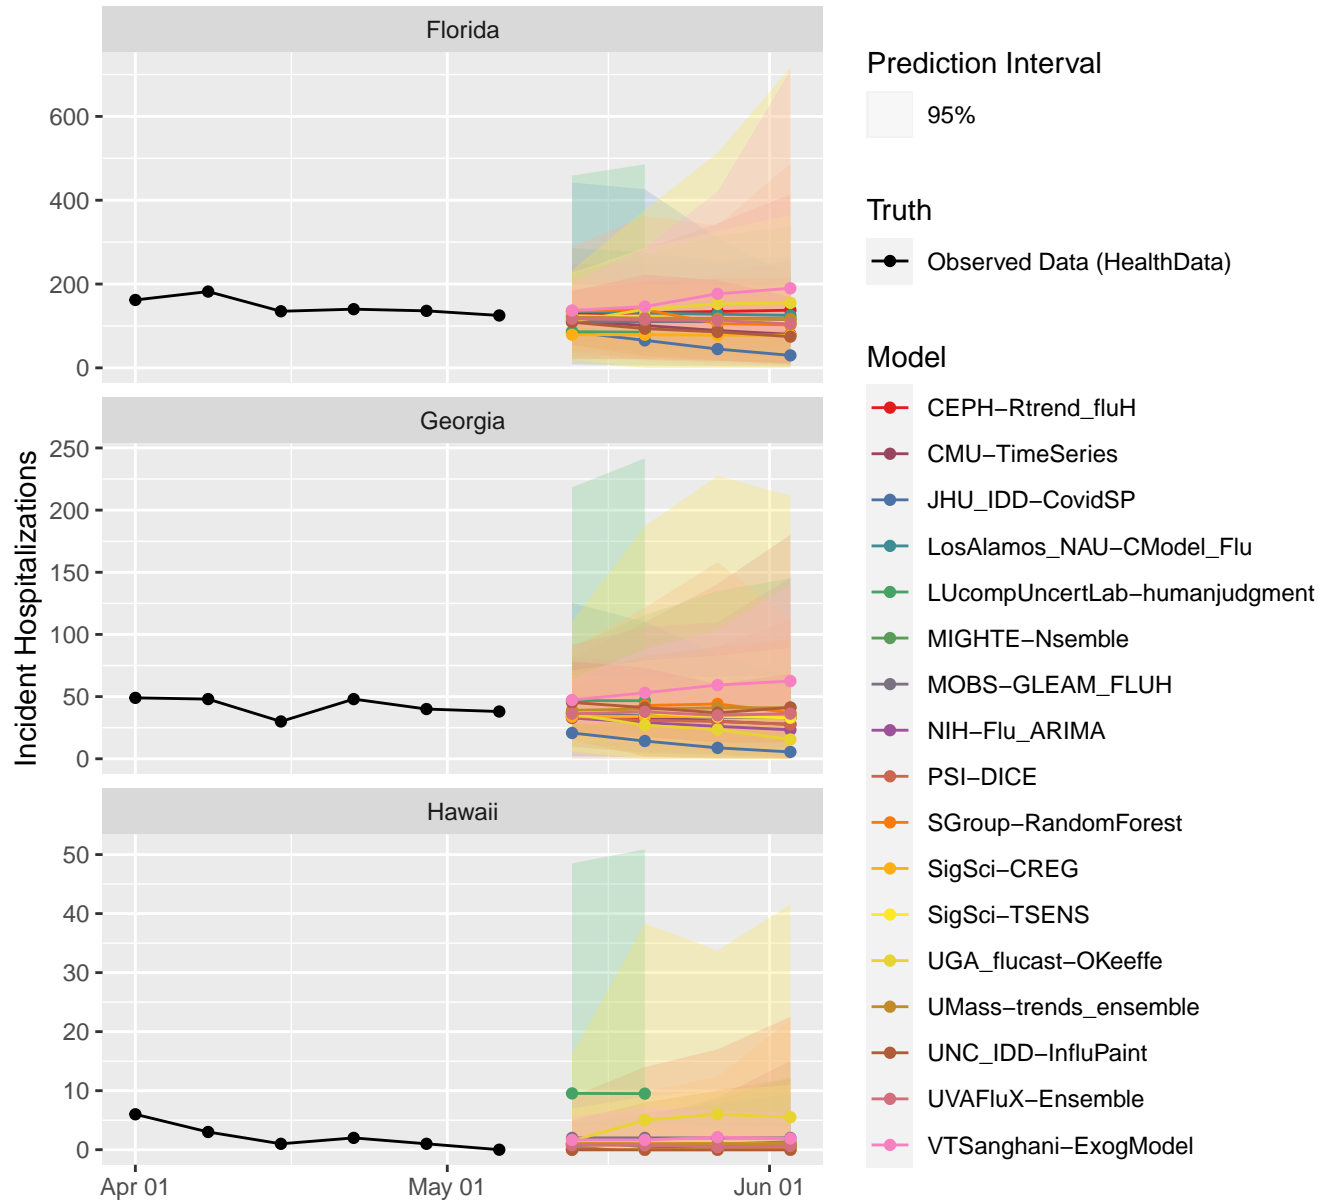 Florida
600
400
200
0
Georgia
250
200
150
100
50
0
Hawaii
50
40
30
20
10
0
Apr 01
May 01
Jun 01
Incident Hospitalizations
Prediction Interval
95%
Truth
Observed Data (HealthData)
Model
CEPH−Rtrend_fluH
CMU−TimeSeries
JHU_IDD−CovidSP
LosAlamos_NAU−CModel_Flu
LUcompUncertLab−humanjudgment
MIGHTE−Nsemble
MOBS−GLEAM_FLUH
NIH−Flu_ARIMA
PSI−DICE
SGroup−RandomForest
SigSci−CREG
SigSci−TSENS
UGA_flucast−OKeeffe
UMass−trends_ensemble
UNC_IDD−InfluPaint
UVAFluX−Ensemble
VTSanghani−ExogModel